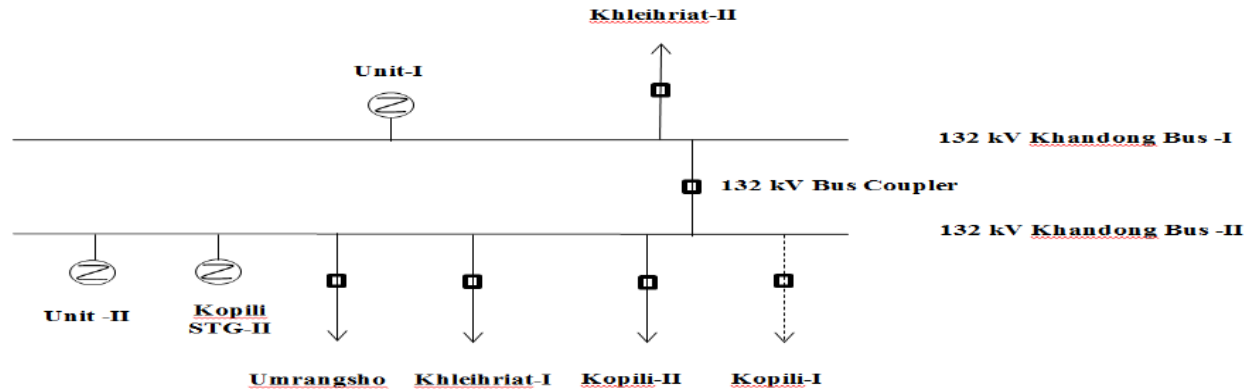 Khleihriat-II
Unit-I
132 kV Khandong Bus -I
132 kV Bus Coupler
132 kV Khandong Bus -II
Unit -II
Kopili
STG-II
Umrangsho
Khleihriat-I
Kopili-II
Kopili-I